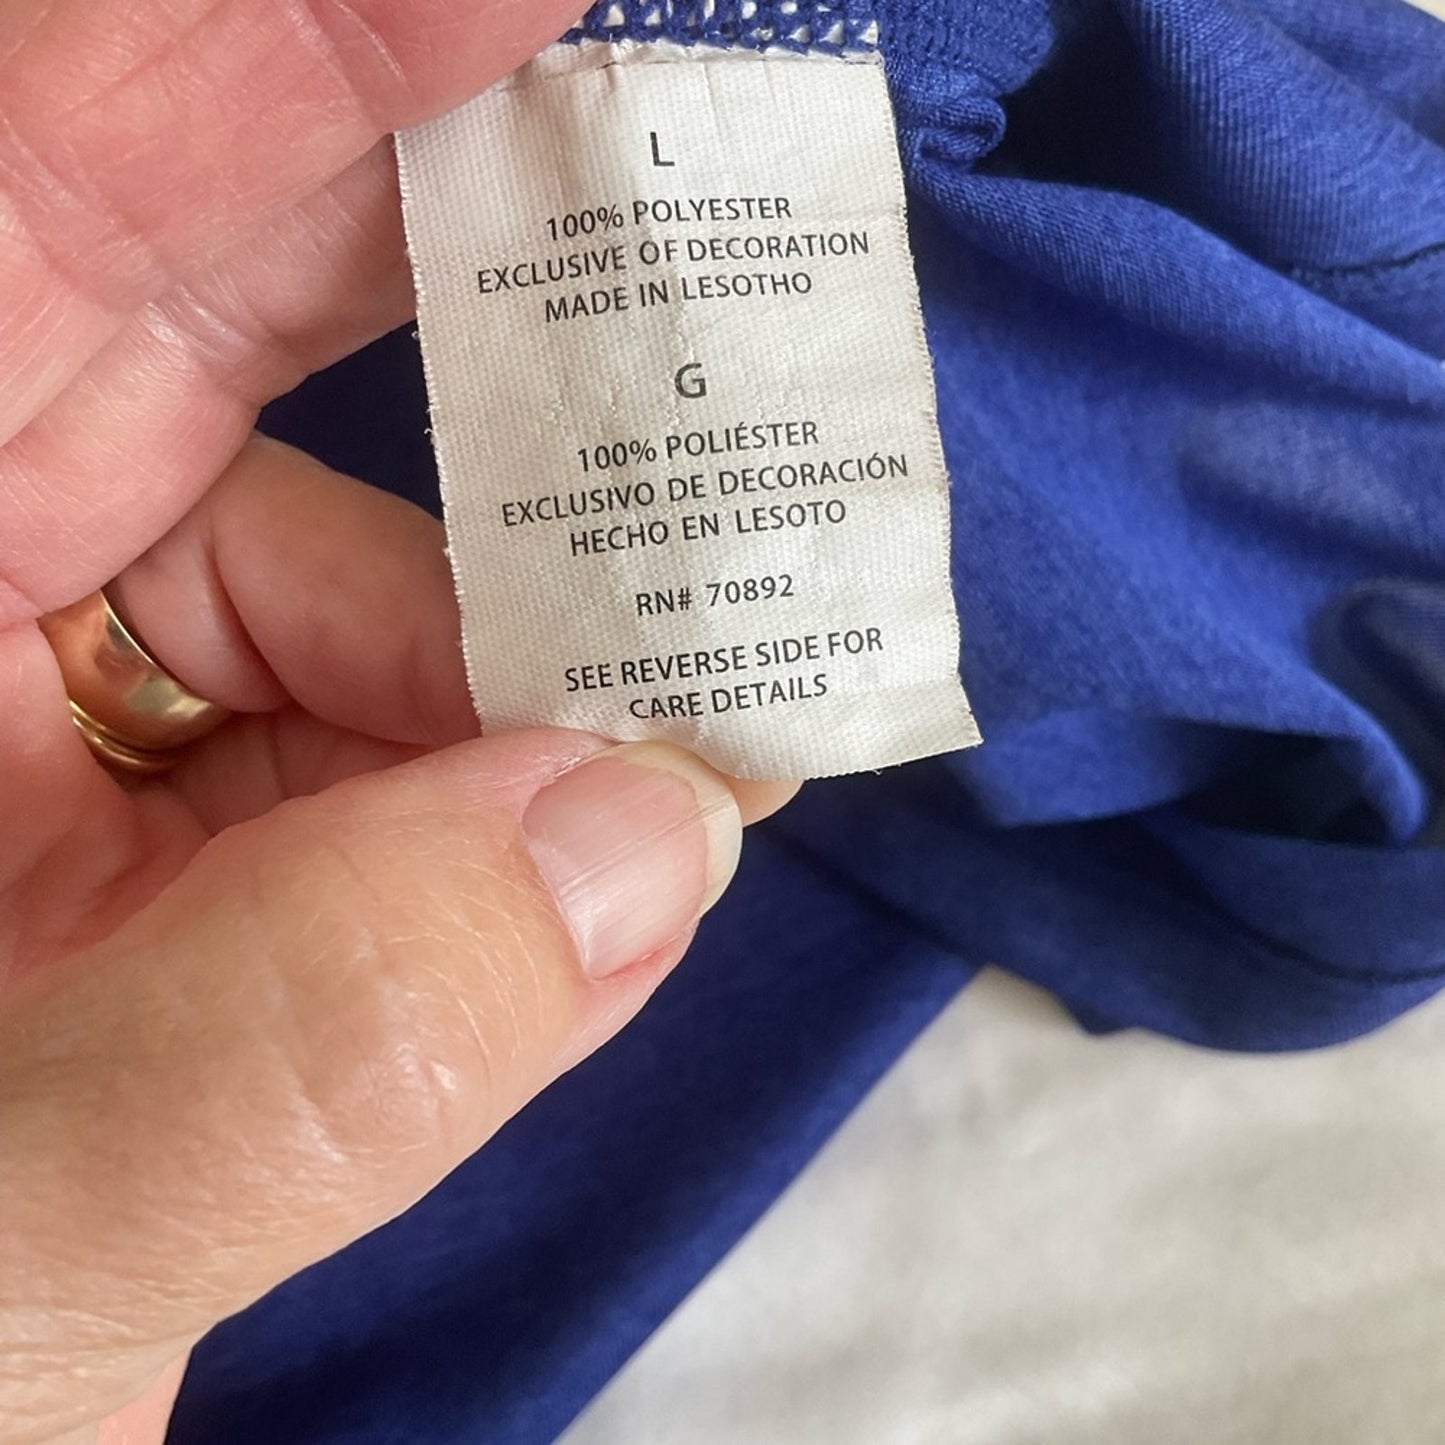 L
100% POLYESTER
EXCLUSIVE OF DECORATION
MADE IN LESOTHO
G
100% POLIÉSTER
EXCLUSIVO DE DECORACIÓN
HECHO EN LESOTO
RN# 70892
SEE REVERSE SIDE FOR
CARE DETAILS